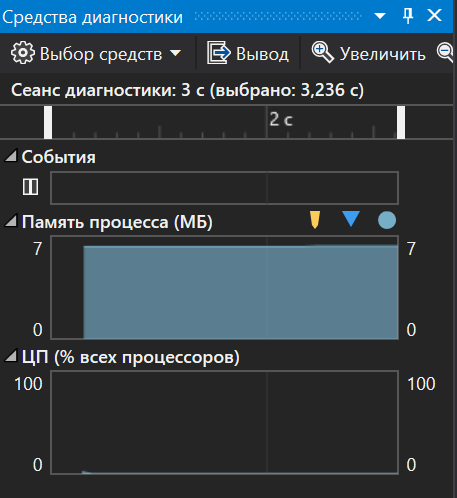 Средства диагностики
Выбор средств Вывод Увеличить
Сеанс диагностики: 3 с (выбрано: 3,236 с)
2 с
События
Память процесса (МБ)
7 7
0 0
ЦП (% всех процессоров)
100 100
0 0